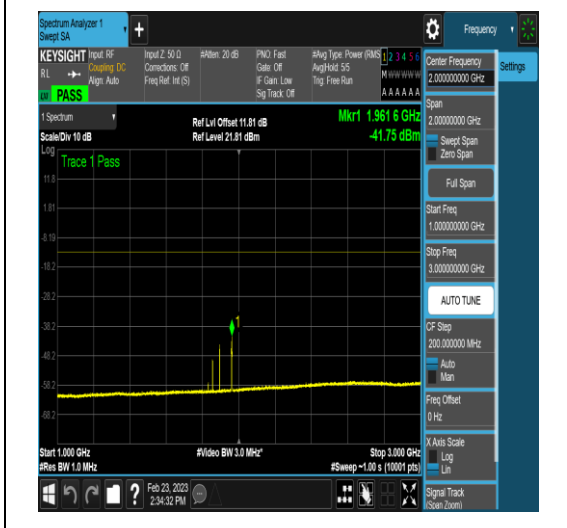 Spectrum Analyzer 1
Swept SA
+
Frequency
KEYSIGHT
RL
Input: RF
Coupling: DC
Align: Auto
Input Z: 50 Ω
Corrections: Off
Freq Ref: Int (S)
#Atten: 20 dB
PNO: Fast
Gate: Off
IF Gain: Low
Sig Track: Off
#Avg Type: Power (RMS
Avg|Hold: 5/5
Trig: Free Run
1 2 3 4 5 6
M W W W W W
A A A A A A
PASS
Center Frequency
2.000000000 GHz
Settings
Span
2.00000000 GHz
Swept Span
Zero Span
Full Span
Start Freq
1.000000000 GHz
Stop Freq
3.000000000 GHz
AUTO TUNE
CF Step
200.000000 MHz
Auto
Man
Freq Offset
0 Hz
X Axis Scale
Log
Lin
Signal Track
(Span Zoom)
1 Spectrum
Scale/Div 10 dB
Log
Ref Lvl Offset 11.81 dB
Ref Level 21.81 dBm
Mkr1 1.961 6 GHz
-41.75 dBm
Trace 1 Pass
11.8
1.81
-8.19
-18.2
-28.2
-38.2
-48.2
-58.2
-68.2
1
Start 1.000 GHz
#Res BW 1.0 MHz
#Video BW 3.0 MHz*
Stop 3.000 GHz
#Sweep ~1.00 s (10001 pts)
?
Feb 23, 2023
2:34:32 PM